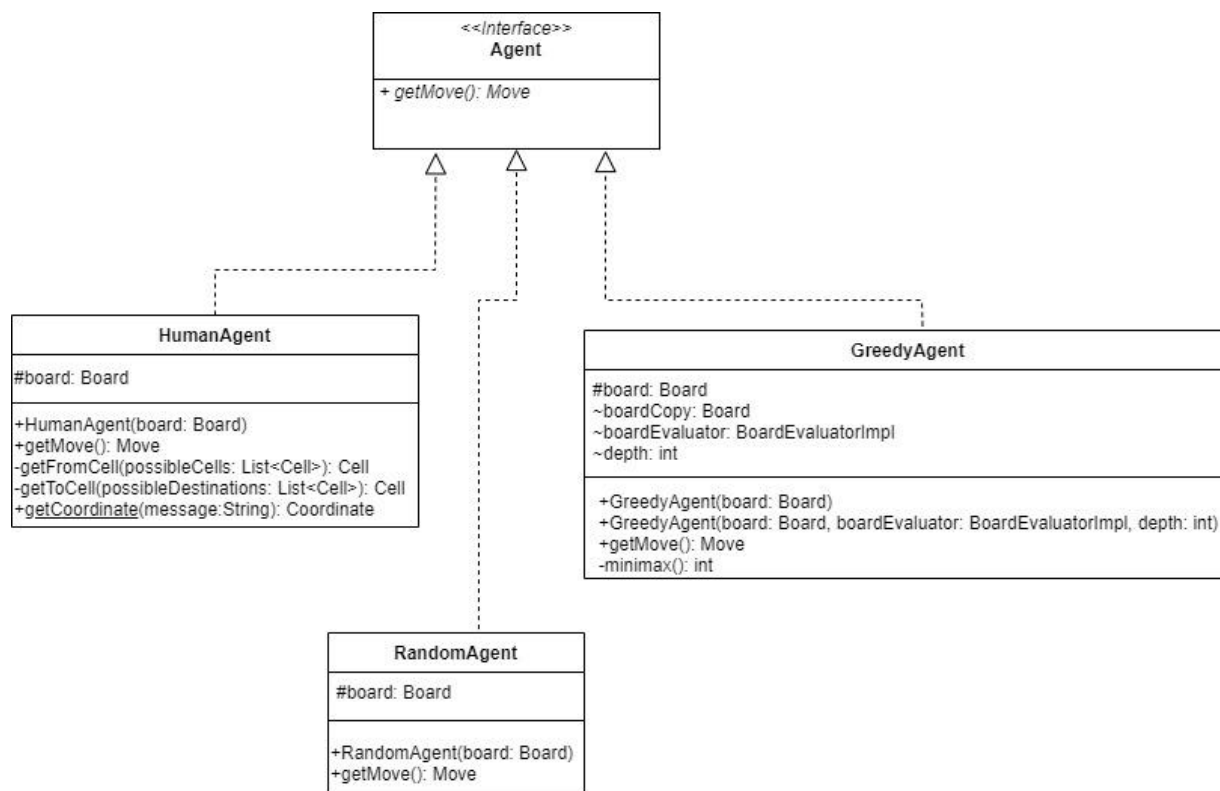 <<Interface>>
Agent
+ getMove(): Move
HumanAgent
#board: Board
+HumanAgent(board: Board)
+getMove(): Move
-getFromCell(possibleCells: List<Cell>): Cell
-getToCell(possibleDestinations: List<Cell>): Cell
+getCoordinate(message:String): Coordinate
GreedyAgent
#board: Board
~boardCopy: Board
~boardEvaluator: BoardEvaluatorImpl
~depth: int
+GreedyAgent(board: Board)
+GreedyAgent(board: Board, boardEvaluator: BoardEvaluatorImpl, depth: int)
+getMove(): Move
-minimax(): int
RandomAgent
#board: Board
+RandomAgent(board: Board)
+getMove(): Move